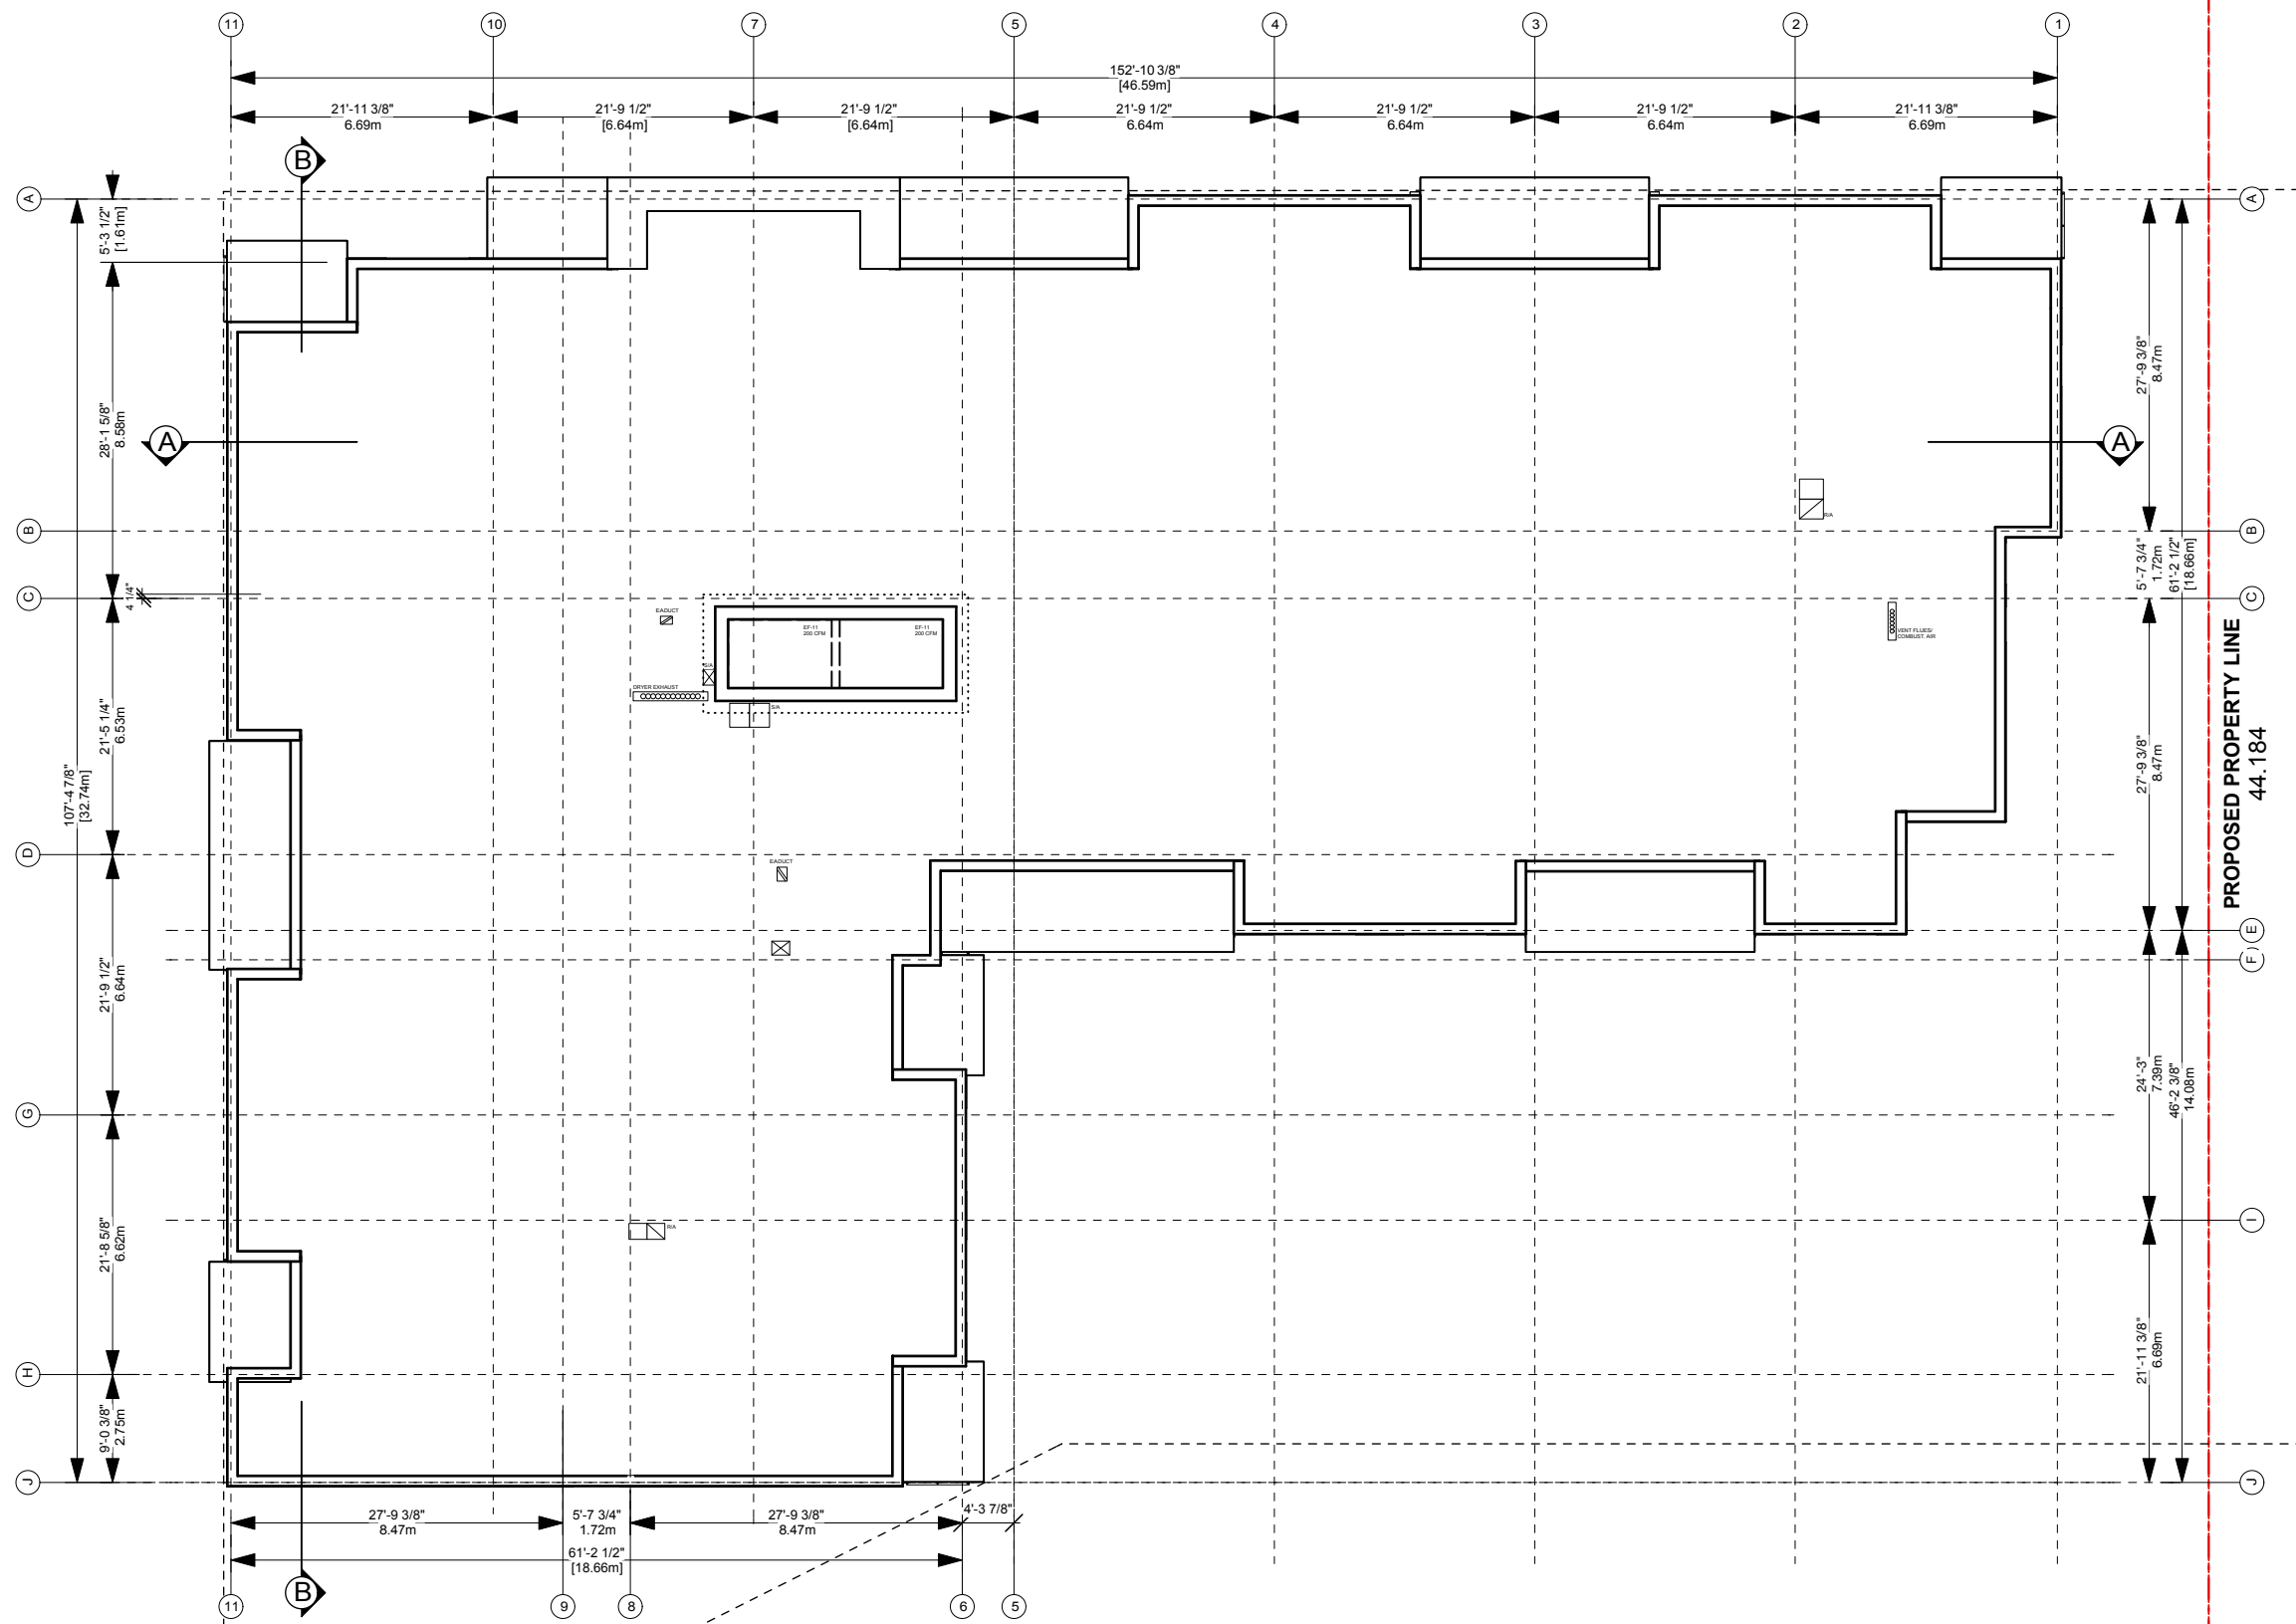 11
10
7
5
4
3
2
1
152'-10 3/8"
[46.59m]
21'-11 3/8"
6.69m
21'-9 1/2"
[6.64m]
21'-9 1/2"
[6.64m]
21'-9 1/2"
6.64m
21'-9 1/2"
6.64m
21'-9 1/2"
6.64m
21'-11 3/8"
6.69m
B
A
A
5'-3 1/2"
[1.61m]
28'-1 5/8"
8.58m
27'-9 3/8"
8.47m
A
A
R/A
B
B
C
C
4 1/4"
5'-7 3/4"
1.72m
61'-2 1/2"
[18.66m]
EADUCT
EF-11
200 CFM
EF-11
200 CFM
VENT FLUES/
COMBUST. AIR
S/A
DRYER EXHAUST
S/A
21'-5 1/4"
6.53m
27'-9 3/8"
8.47m
PROPOSED PROPERTY LINE
44.184
107'-4 7/8"
[32.74m]
D
EADUCT
E
F
21'-9 1/2"
6.64m
24'-3"
7.39m
46'-2 3/8"
14.08m
G
21'-8 5/8"
6.62m
R/A
I
21'-11 3/8"
6.69m
H
9'-0 3/8"
2.75m
J
J
27'-9 3/8"
8.47m
5'-7 3/4"
1.72m
27'-9 3/8"
8.47m
4'-3 7/8"
61'-2 1/2"
[18.66m]
B
11
9
8
6
5